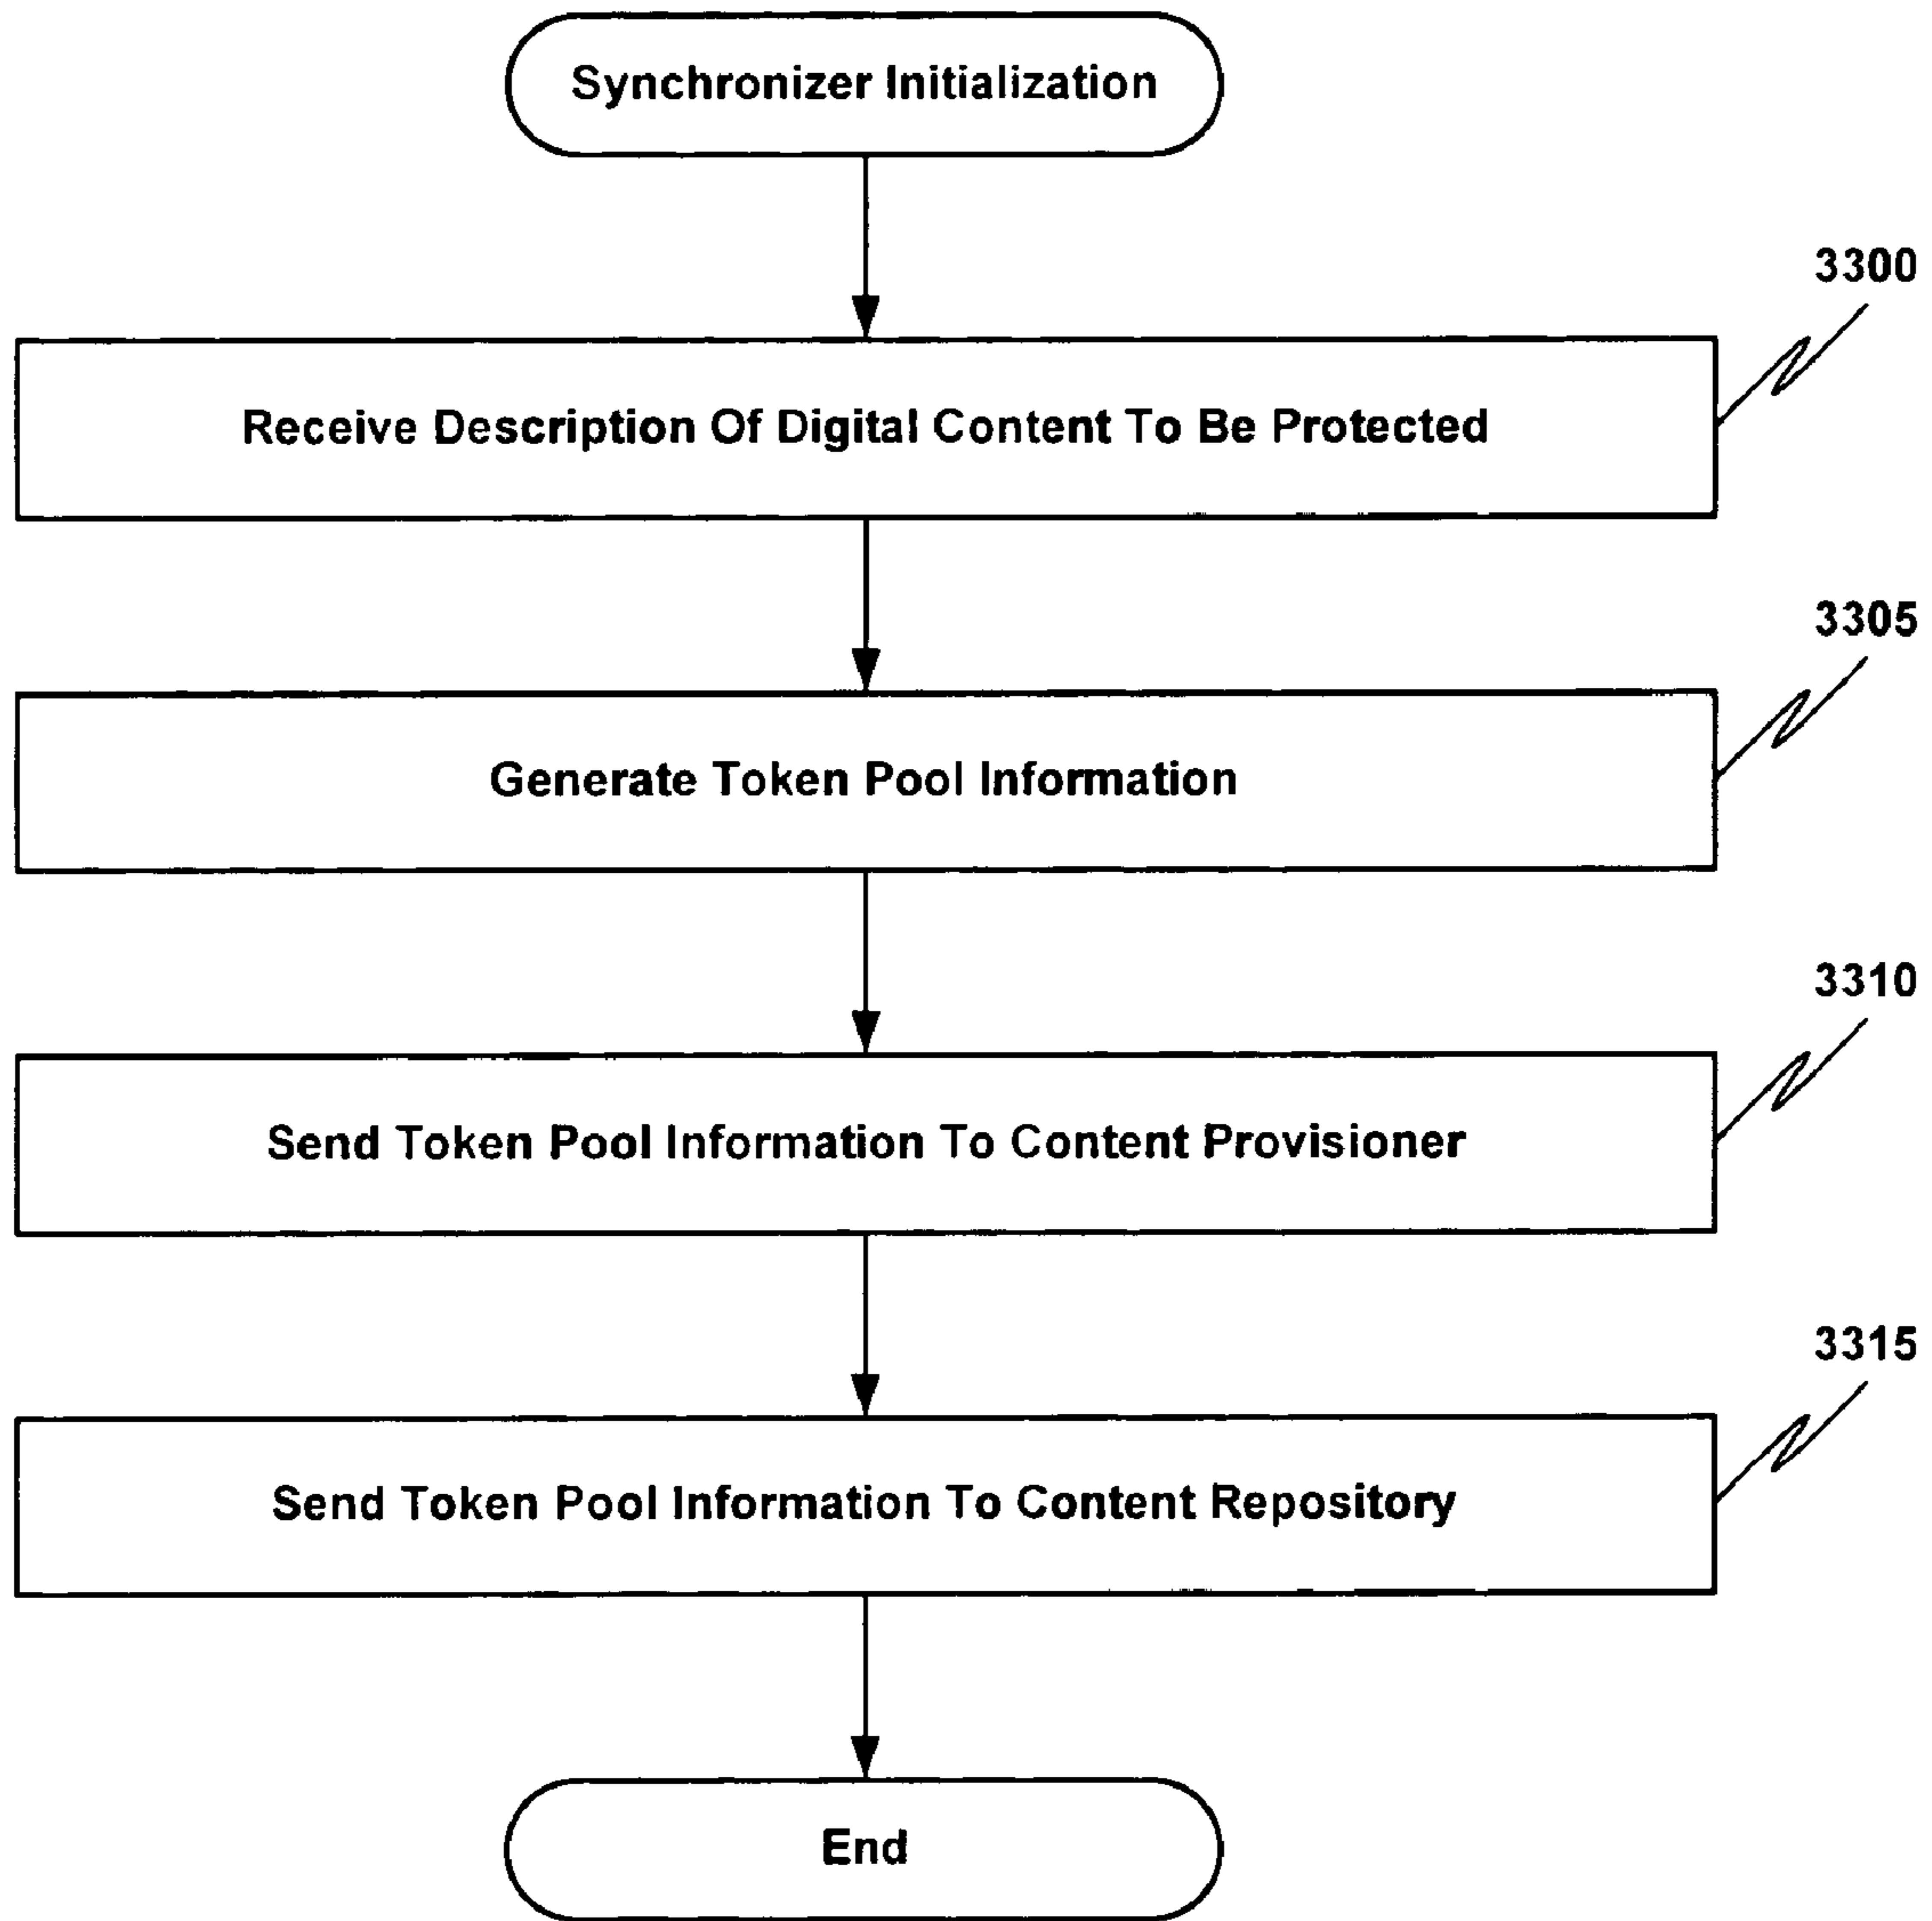 Synchronizer Initialization
3300
Receive Description Of Digital Content To Be Protected
3305
Generate Token Pool Information
3310
Send Token Pool Information To Content Provisioner
3315
Send Token Pool Information To Content Repository
End